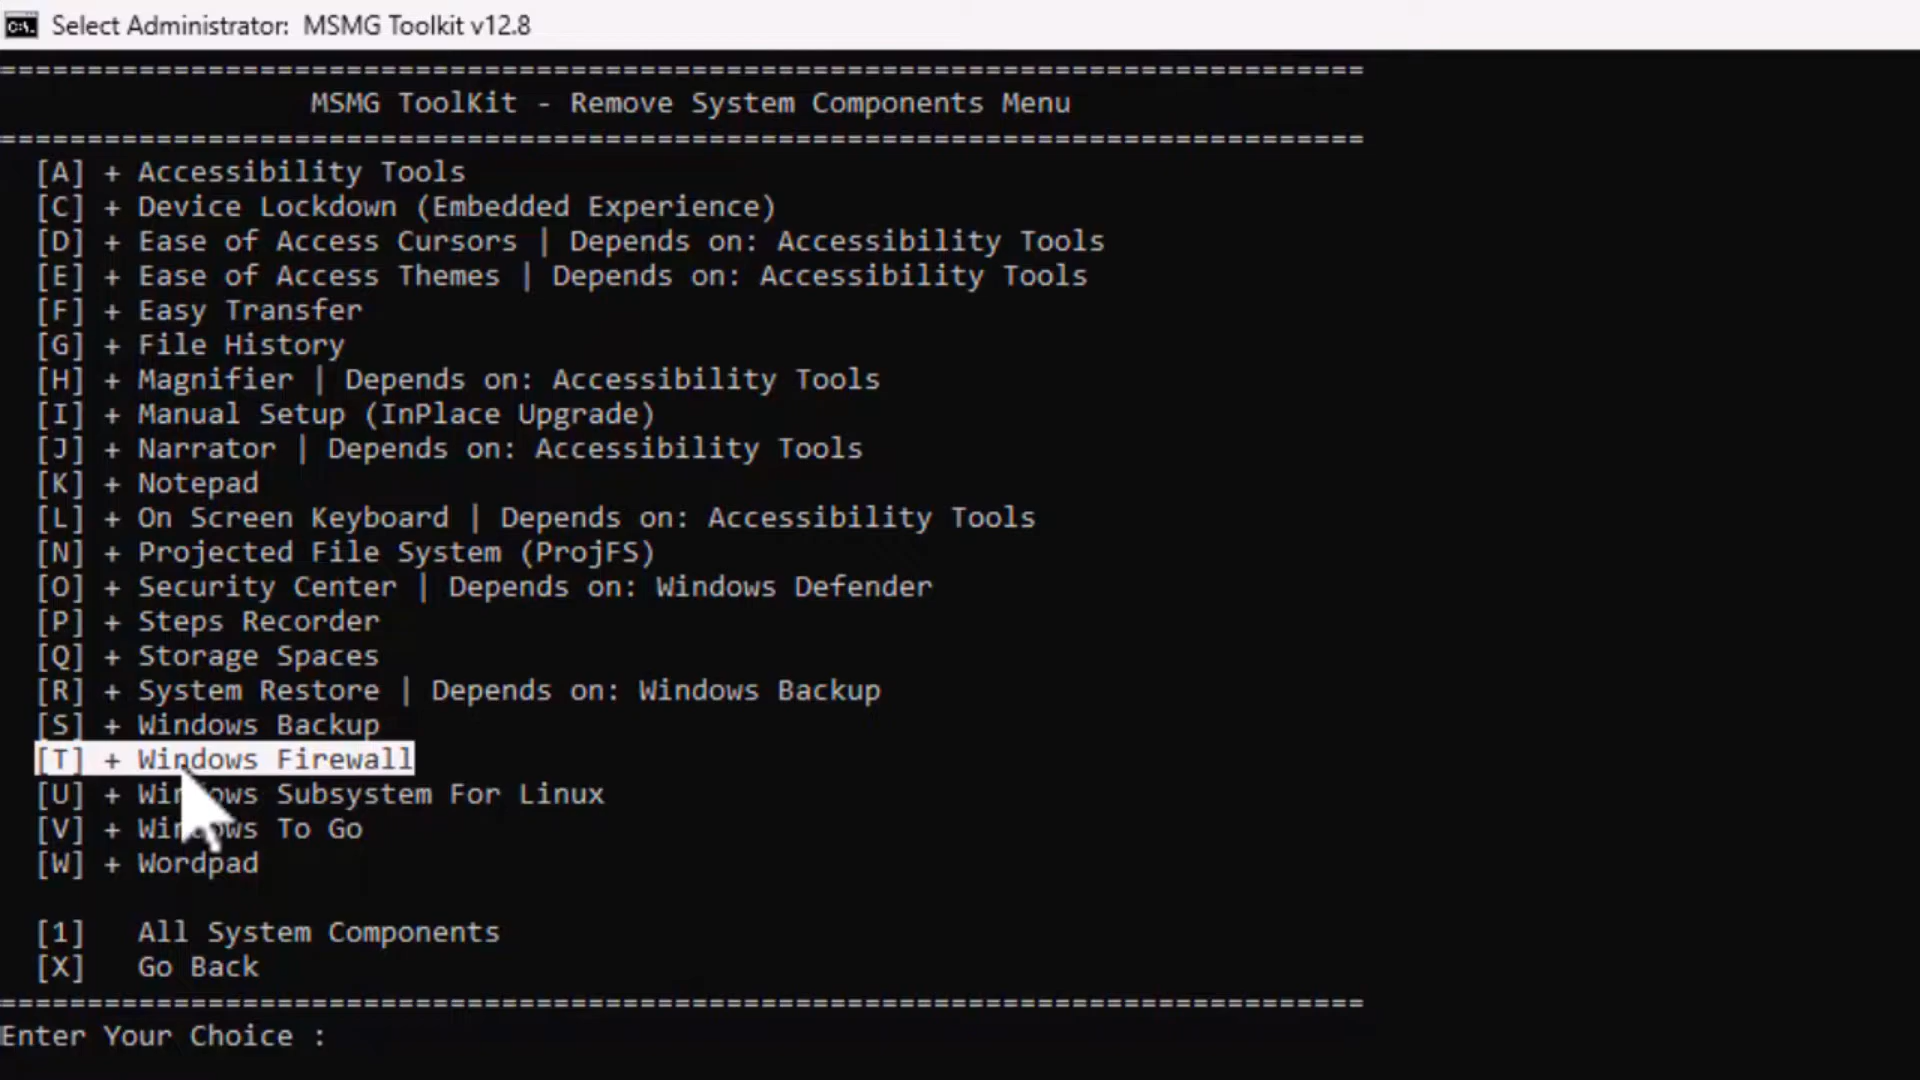 Select Administrator: MSMG Toolkit v12.8
===============================================================================
MSMG ToolKit - Remove System Components Menu
===============================================================================
[A] + Accessibility Tools
[C] + Device Lockdown (Embedded Experience)
[D] + Ease of Access Cursors | Depends on: Accessibility Tools
[E] + Ease of Access Themes | Depends on: Accessibility Tools
[F] + Easy Transfer
[G] + File History
[H] + Magnifier | Depends on: Accessibility Tools
[I] + Manual Setup (InPlace Upgrade)
[J] + Narrator | Depends on: Accessibility Tools
[K] + Notepad
[L] + On Screen Keyboard | Depends on: Accessibility Tools
[N] + Projected File System (ProjFS)
[O] + Security Center | Depends on: Windows Defender
[P] + Steps Recorder
[Q] + Storage Spaces
[R] + System Restore | Depends on: Windows Backup
[S] + Windows Backup
[T] + Windows Firewall
[U] + Windows Subsystem For Linux
[V] + Windows To Go
[W] + Wordpad
[1] All System Components
[X] Go Back
===============================================================================
Enter Your Choice :